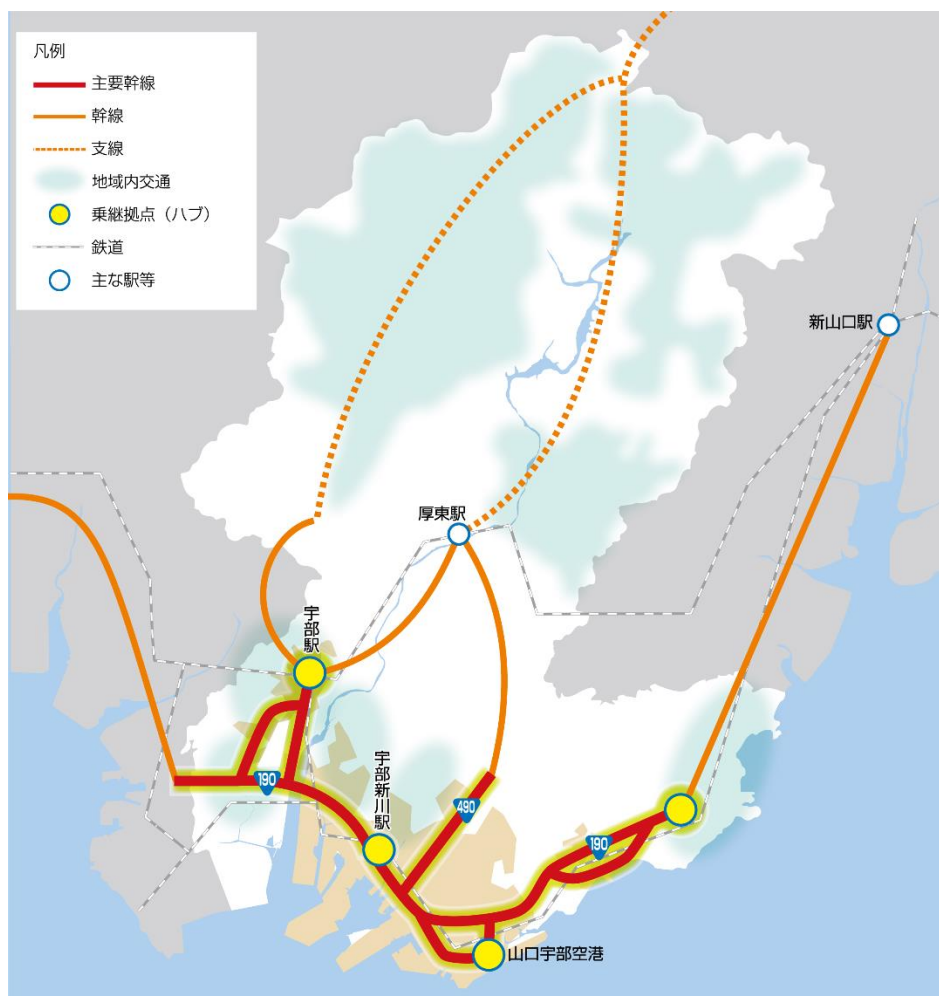 凡例
主要幹線
幹線
支線
地域内交通
乗継拠点（ハブ）
鉄道
主な駅等
新山口駅
厚東駅
宇部駅
宇部新川駅
190
490
190
山口宇部空港